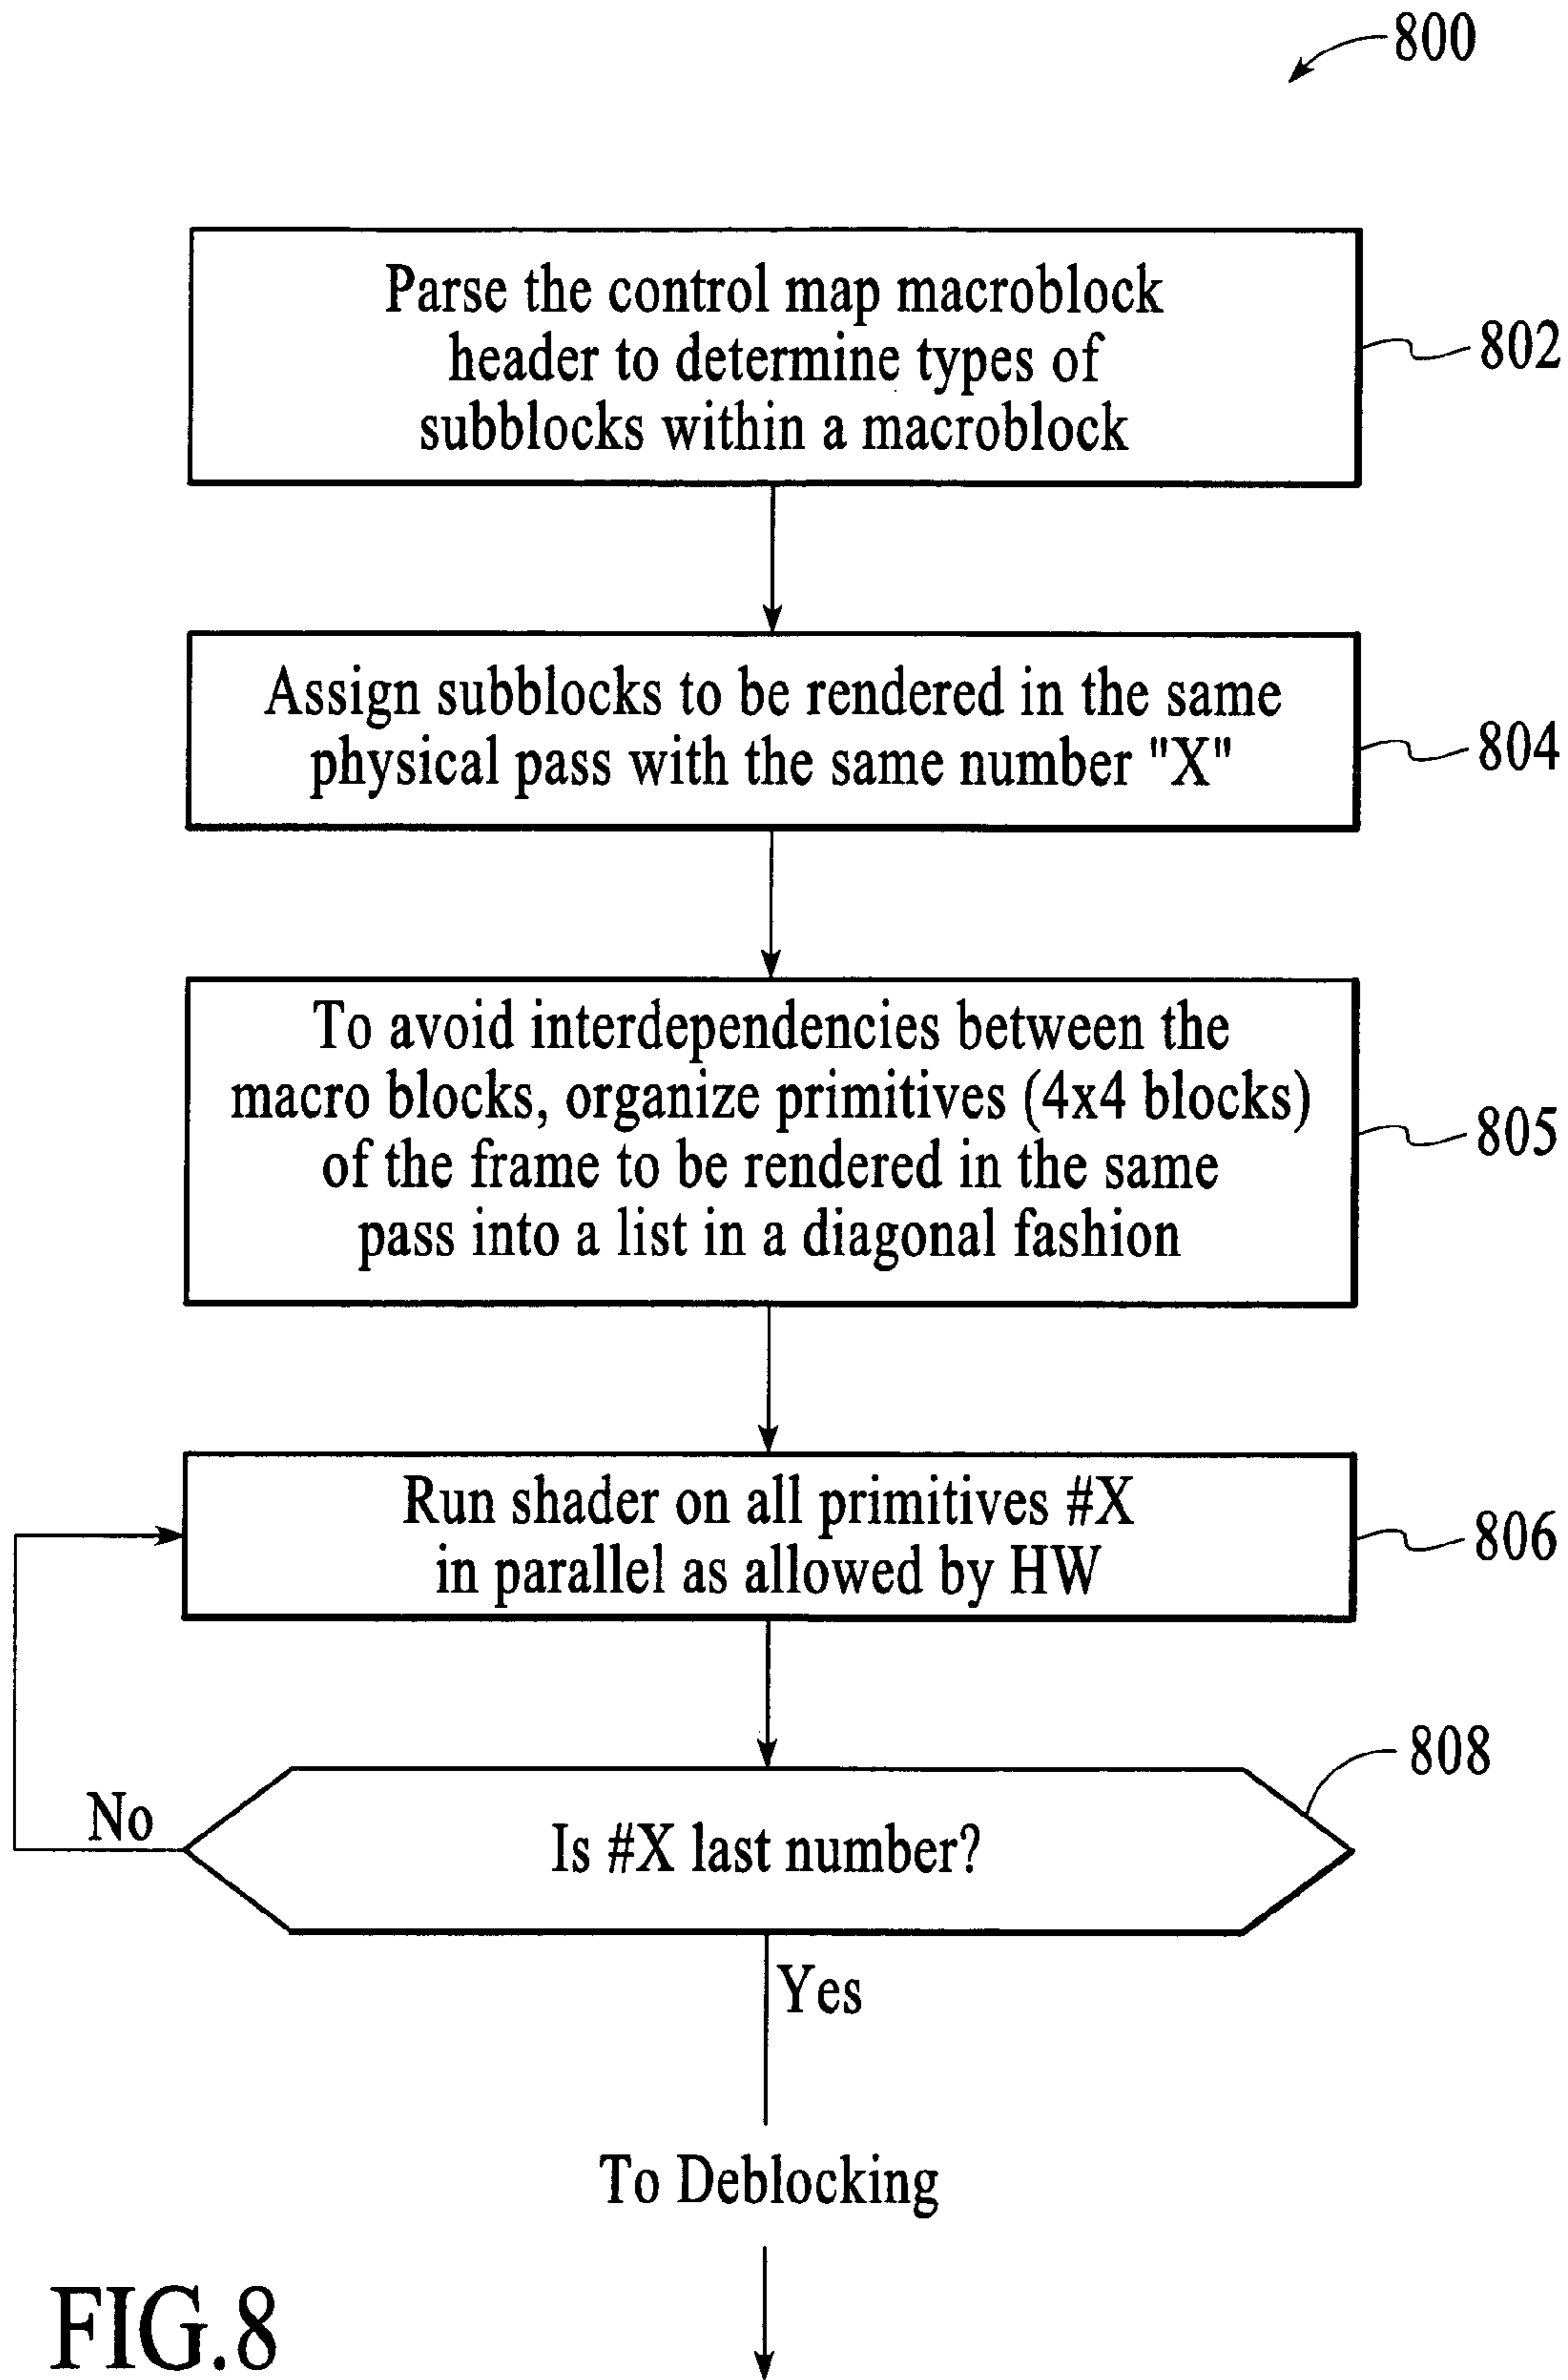 800
Parse the control map macroblock
header to determine types of
subblocks within a macroblock
802
Assign subblocks to be rendered in the same
physical pass with the same number "X"
804
To avoid interdependencies between the
macro blocks, organize primitives (4x4 blocks)
of the frame to be rendered in the same
pass into a list in a diagonal fashion
805
Run shader on all primitives #X
in parallel as allowed by HW
806
808
No
Is #X last number?
Yes
To Deblocking
FIG.8